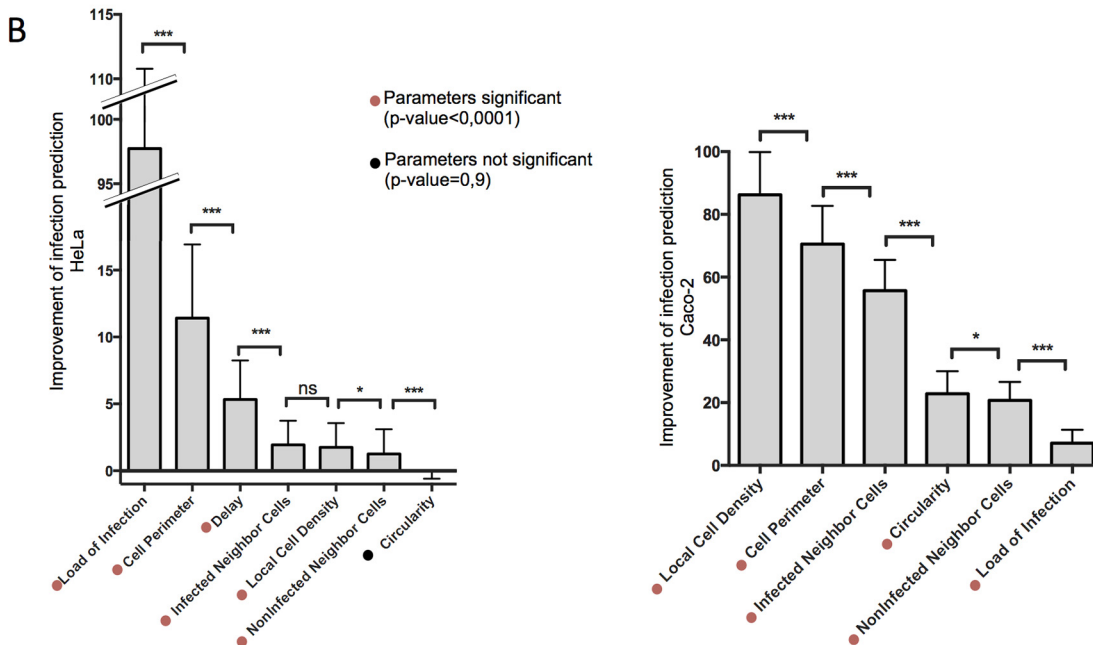 B
Improvement of infection prediction
HeLa
115
110
100
95
15
10
5
0
***
***
***
ns
*
***
Load of Infection
Cell Perimeter
Delay
Infected Neighbor Cells
Local Cell Density
NonInfected Neighbor Cells
Circularity
Parameters significant
(p-value<0,0001)
Parameters not significant
(p-value=0,9)
Improvement of infection prediction
Caco-2
100
80
60
40
20
0
***
***
***
*
***
Local Cell Density
Cell Perimeter
Infected Neighbor Cells
Circularity
NonInfected Neighbor Cells
Load of Infection